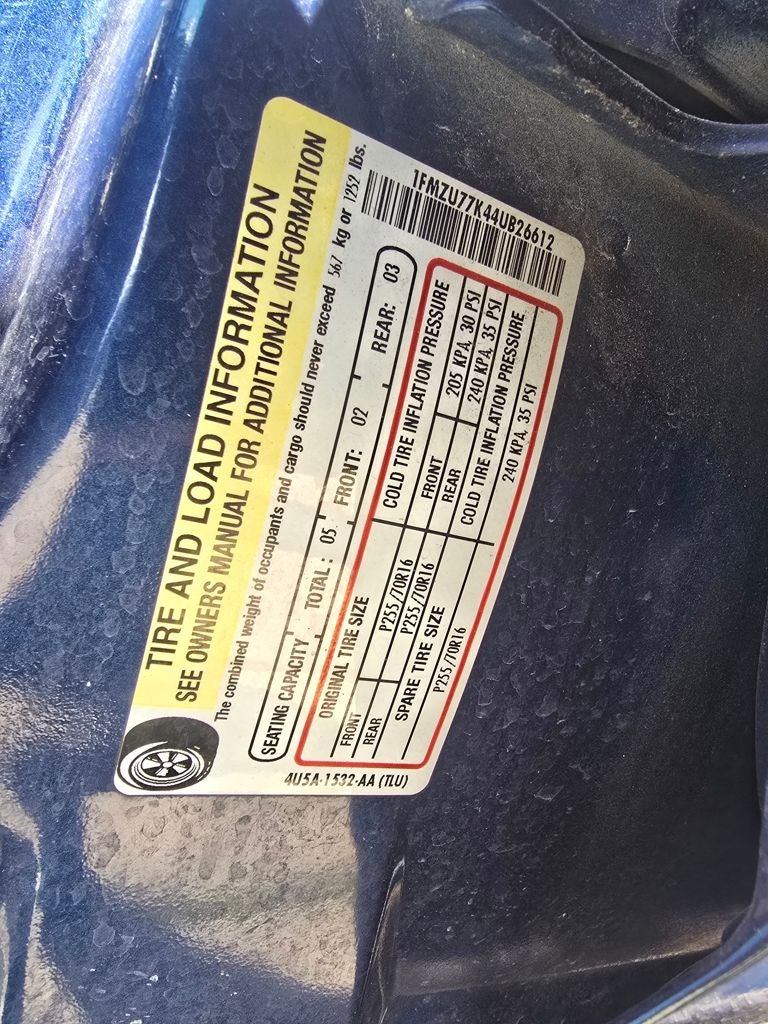 TIRE AND LOAD INFORMATION
SEE OWNERS MANUAL FOR ADDITIONAL INFORMATION
The combined weight of occupants and cargo should never exceed 567 kg or 1252 lbs.
SEATING CAPACITY TOTAL: 05 FRONT: 02 REAR: 03
1FMZU77K44UB26612
ORIGINAL TIRE SIZE COLD TIRE INFLATION PRESSURE
FRONT P255/70R16 FRONT 205 KPA, 30 PSI
REAR P255/70R16 REAR 240 KPA, 35 PSI
SPARE TIRE SIZE COLD TIRE INFLATION PRESSURE
P255/70R16 240 KPA, 35 PSI
4U5A-1532-AA (TLU)